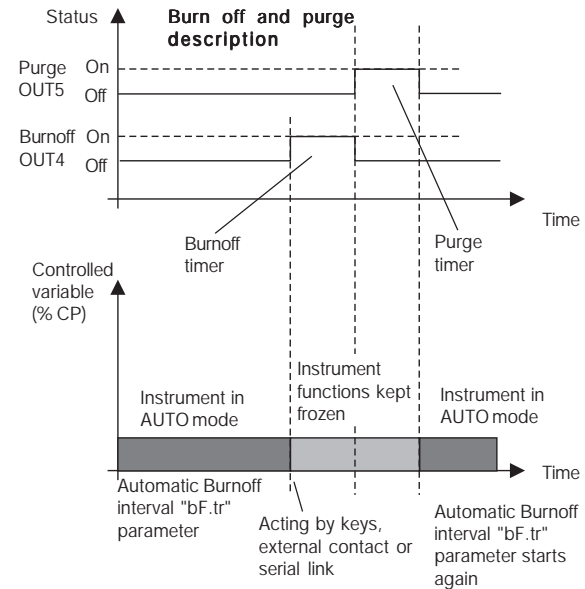 Status
Burn off and purge
description
Purge On
OUT5 Off
Burnoff On
OUT4 Off
Time
Burnoff
timer
Purge
timer
Controlled
variable
(% CP)
Instrument in
AUTO mode
Instrument
functions kept
frozen
Instrument in
AUTO mode
Time
Automatic Burnoff
interval "bF.tr"
parameter
Acting by keys,
external contact or
serial link
Automatic Burnoff
interval "bF.tr"
parameter starts
again